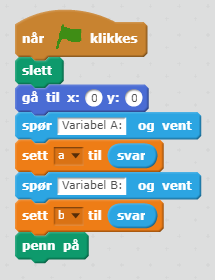 når klikkes
slett
gå til x: 0 y: 0
spør Variabel A: og vent
sett a til svar
spør Variabel B: og vent
sett b til svar
penn på